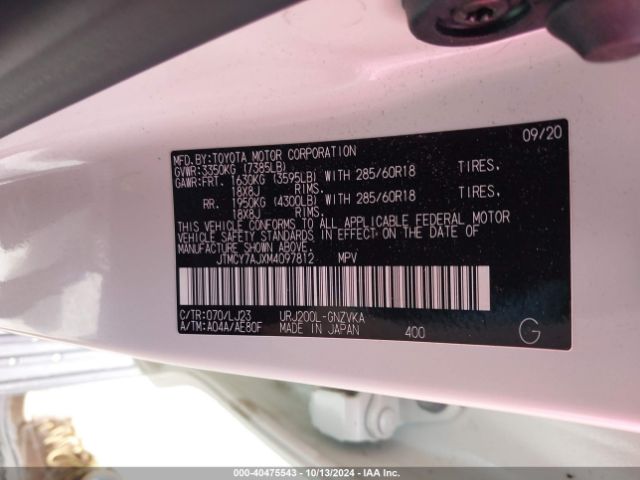 09/20
MFD.BY:TOYOTA MOTOR CORPORATION
GVWR:3350KG (7385LB)
GAWR:FRT. 1630KG (3595LB) WITH 285/60R18 TIRES.
18X8J RIMS.
RR. 1950KG (4300LB) WITH 285/60R18 TIRES.
18X8J RIMS.
THIS VEHICLE CONFORMS TO ALL APPLICABLE FEDERAL MOTOR
VEHICLE SAFETY STANDARDS IN EFFECT ON THE DATE OF
MANUFACTURE SHOWN ABOVE.
JTMCY7AJXM4097812 MPV
C/TR:070/LJ23 URJ200L-GNZVKA
A/TM:A04A/AE80F MADE IN JAPAN 400 G
000-40475543 | 10/13/2024 - IAA Inc.